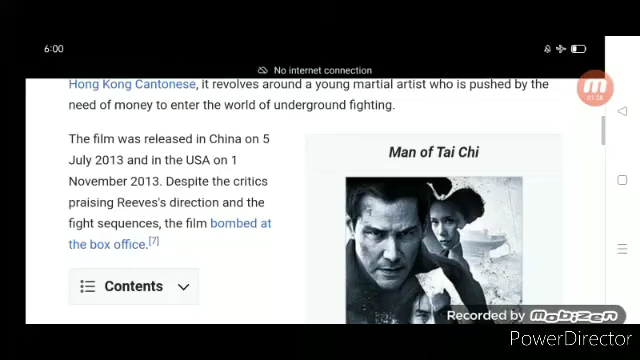 6:00
No internet connection
Hong Kong Cantonese, it revolves around a young martial artist who is pushed by the
need of money to enter the world of underground fighting.
The film was released in China on 5
July 2013 and in the USA on 1
November 2013. Despite the critics
praising Reeves's direction and the
fight sequences, the film bombed at
the box office.[7]
Contents
Man of Tai Chi
Recorded by Mobizen
PowerDirector